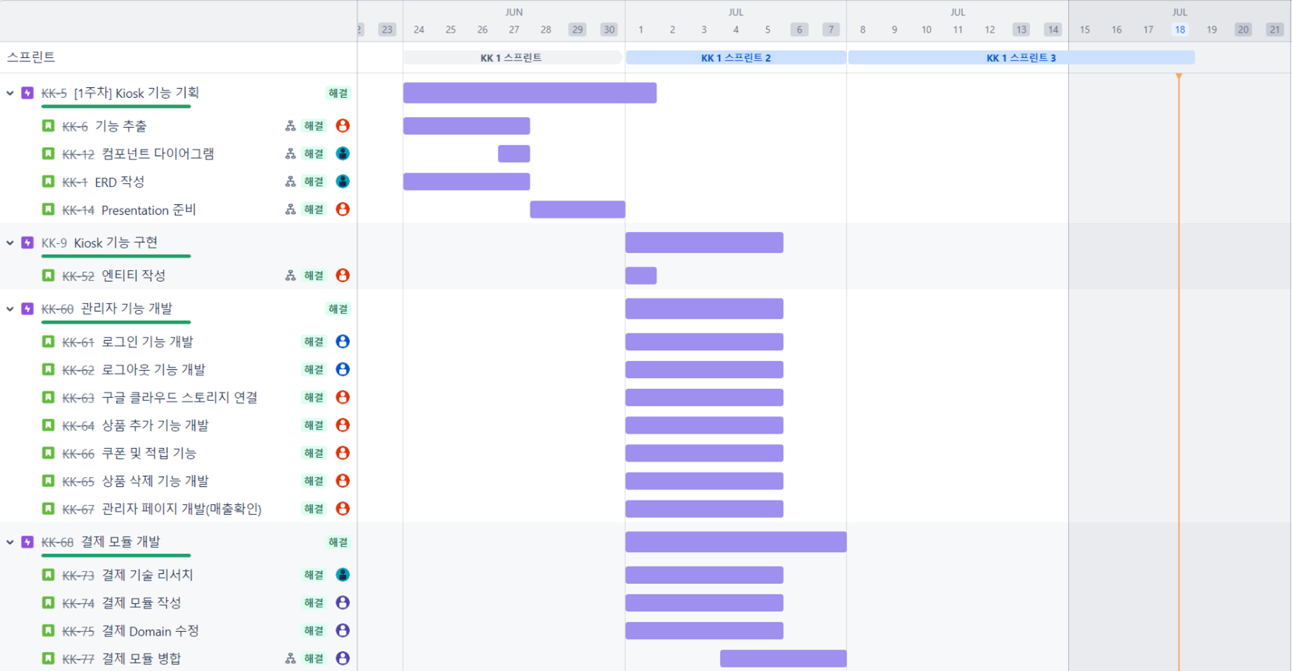 JUN JUL JUL JUL
2 23 24 25 26 27 28 29 30 1 2 3 4 5 6 7 8 9 10 11 12 13 14 15 16 17 18 19 20 21
스프린트 KK 1 스프린트 KK 1 스프린트 2 KK 1 스프린트 3
KK-5 [1주차] Kiosk 기능 기획 해결
KK-6 기능 추출 해결
KK-12 컴포넌트 다이어그램 해결
KK-1 ERD 작성 해결
KK-14 Presentation 준비 해결
KK-9 Kiosk 기능 구현
KK-52 엔티티 작성 해결
KK-60 관리자 기능 개발 해결
KK-61 로그인 기능 개발 해결
KK-62 로그아웃 기능 개발 해결
KK-63 구글 클라우드 스토리지 연결 해결
KK-64 상품 추가 기능 개발 해결
KK-66 쿠폰 및 적립 기능 해결
KK-65 상품 삭제 기능 개발 해결
KK-67 관리자 페이지 개발(매출확인) 해결
KK-68 결제 모듈 개발 해결
KK-73 결제 기술 리서치 해결
KK-74 결제 모듈 작성 해결
KK-75 결제 Domain 수정 해결
KK-77 결제 모듈 병합 해결